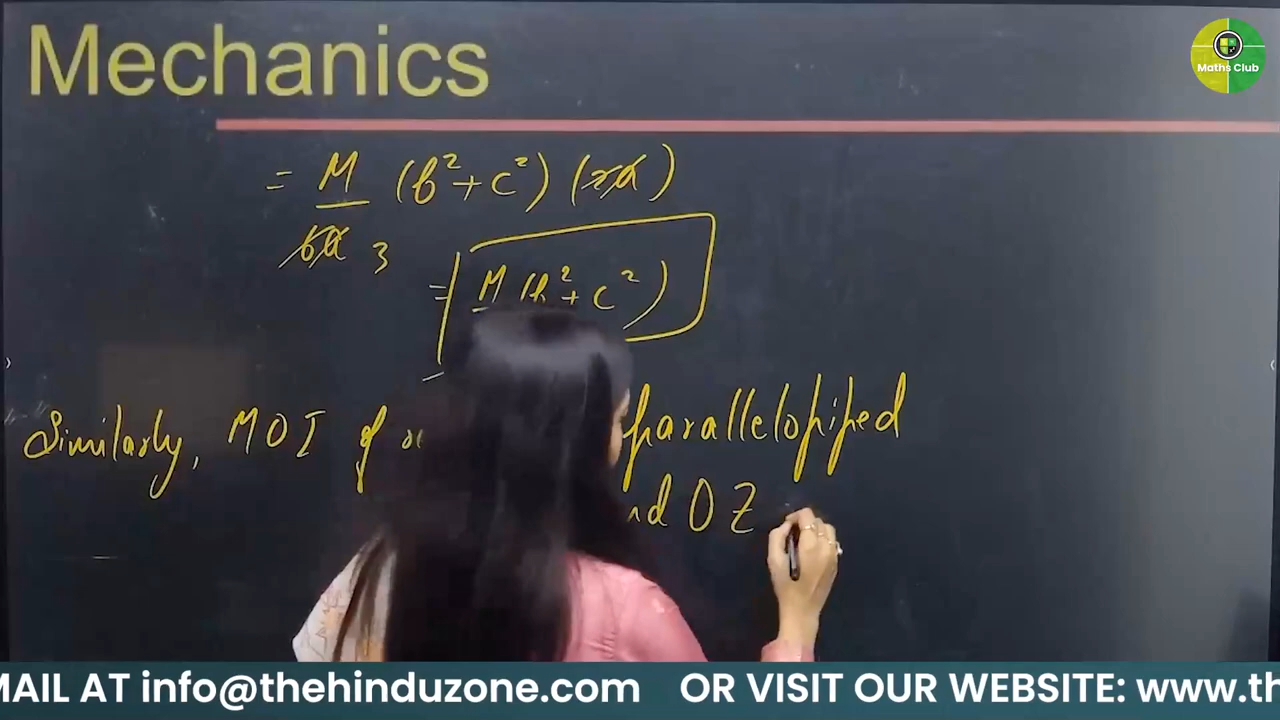 Mechanics
Maths Club
= M/6a 3 (b²+c²) (2a)
= M (b²+c²)
Similarly, MOI of parallelopiped
OZ
MAIL AT info@thehinduzone.com OR VISIT OUR WEBSITE: www.th